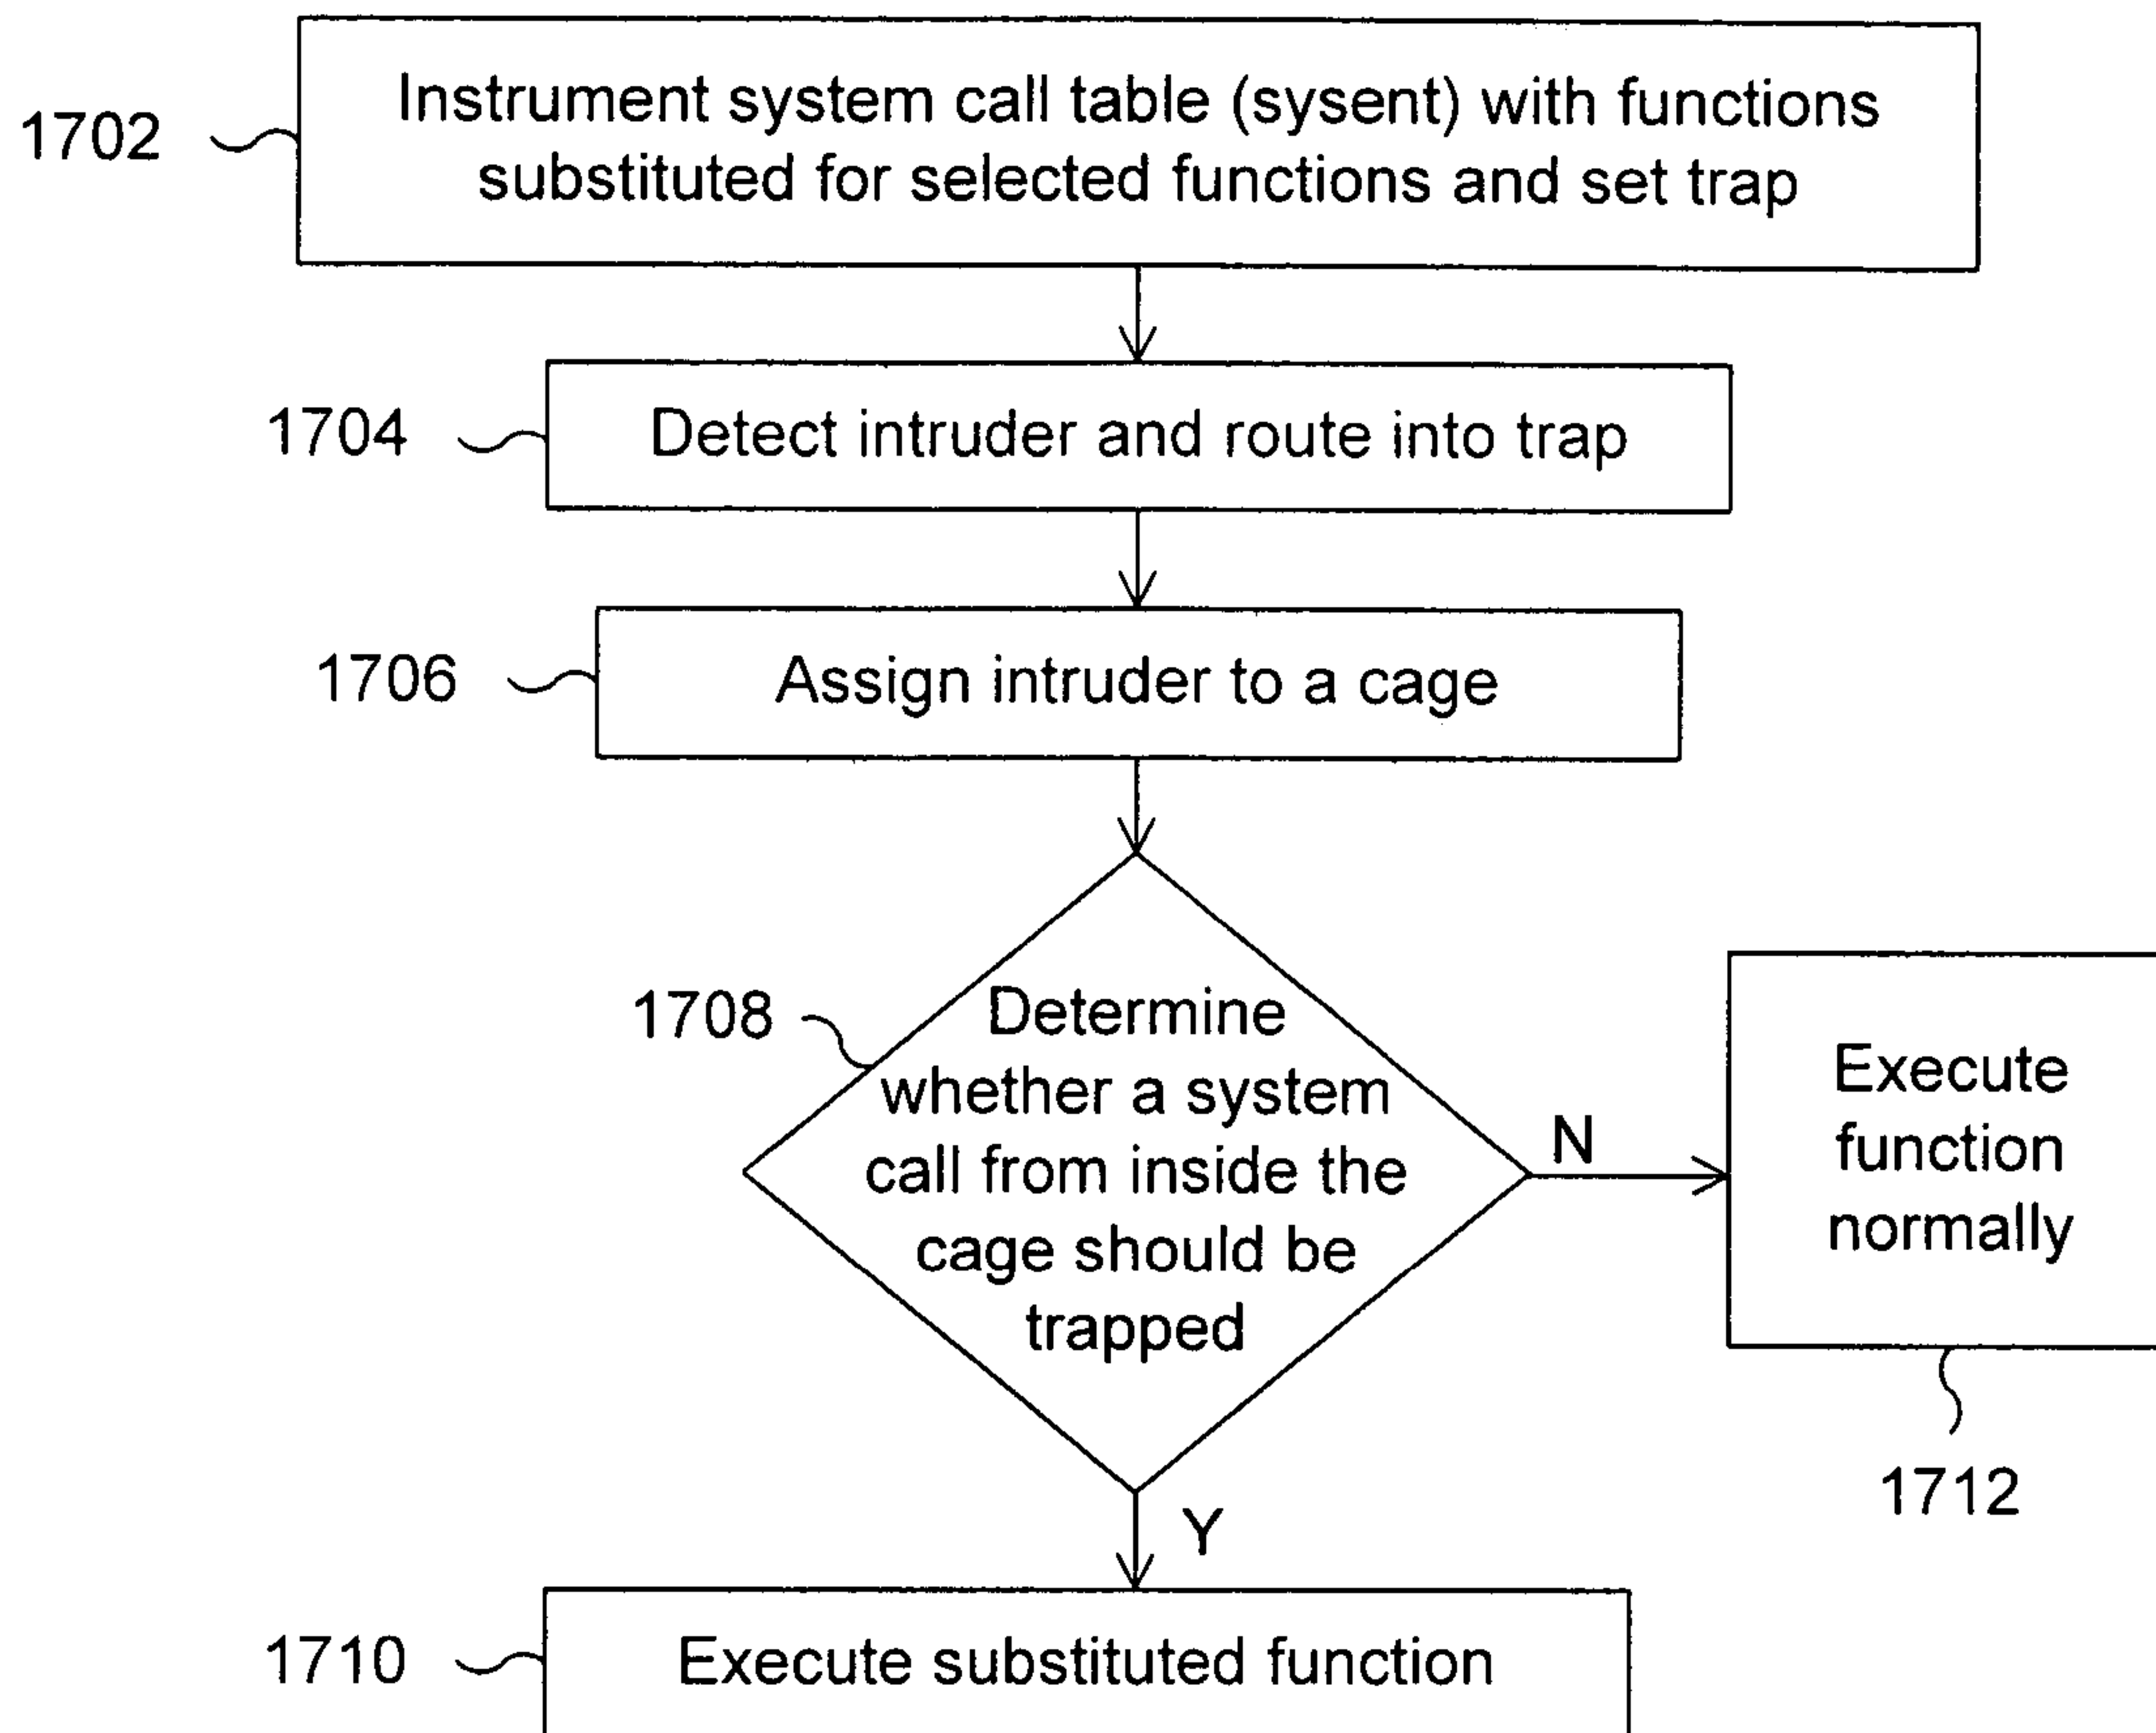 1702
Instrument system call table (sysent) with functions
substituted for selected functions and set trap
1704
Detect intruder and route into trap
1706
Assign intruder to a cage
1708
Determine
whether a system
call from inside the
cage should be
trapped
N
Execute
function
normally
1712
Y
1710
Execute substituted function